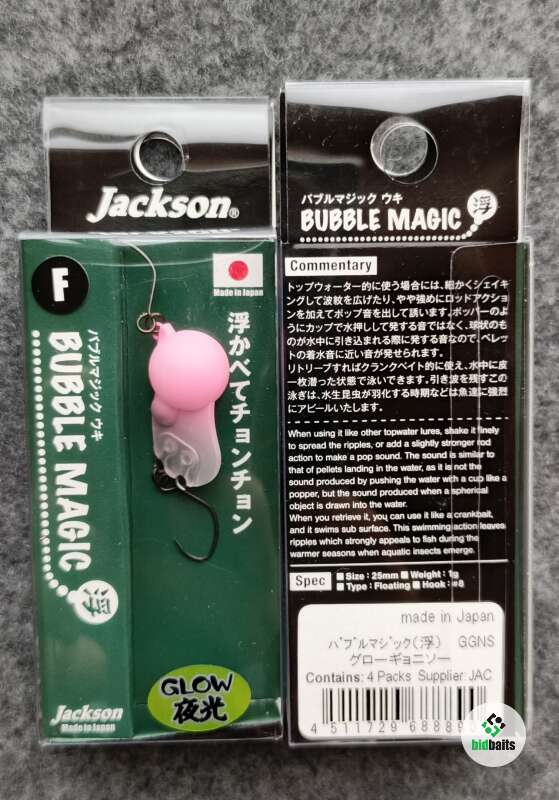 Jackson®
F
Made in Japan
バブルマジック ウキ
BUBBLE MAGIC
浮
浮かべてチョンチョン
GLOW
夜光
Jackson
Made in Japan
バブルマジック ウキ
BUBBLE MAGIC 浮
Commentary
トップウォーター的に使う場合には、細かくシェイキ
ングして波紋を広げたり、やや強めにロッドアクション
を加えてポップ音を出して誘います。ポッパーのよう
にカップで水押しして発する音ではなく、球状のも
のが水中に引き込まれる際に発する音なので、ペレッ
トの着水音に近い音が発せられます。
リトリーブすればクランクベイト的に使え、水中に皮
一枚潜った状態で泳いできます。引き波を残すこの
泳ぎは、水生昆虫が羽化する時期などは魚達に強烈
にアピールいたします。
When using it like other topwater lures, shake it finely
to spread the ripples, or add a slightly stronger rod
action to make a pop sound. The sound is similar to
that of pellets landing in the water, as it is not the
sound produced by pushing the water with a cup like a
popper, but the sound produced when a spherical
object is drawn into the water.
When you retrieve it, you can use it like a crankbait,
and it swims sub surface. This swimming action leaves
ripples which strongly appeals to fish during the
warmer seasons when aquatic insects emerge.
Spec
■Size : 25mm ■Weight : 1g
■Type : Floating ■Hook : #8
made in Japan
バブルマジック(浮) GGNS
グローギョニソー
Contains: 4 Packs Supplier: JAC
4 511729 68889
bidbaits